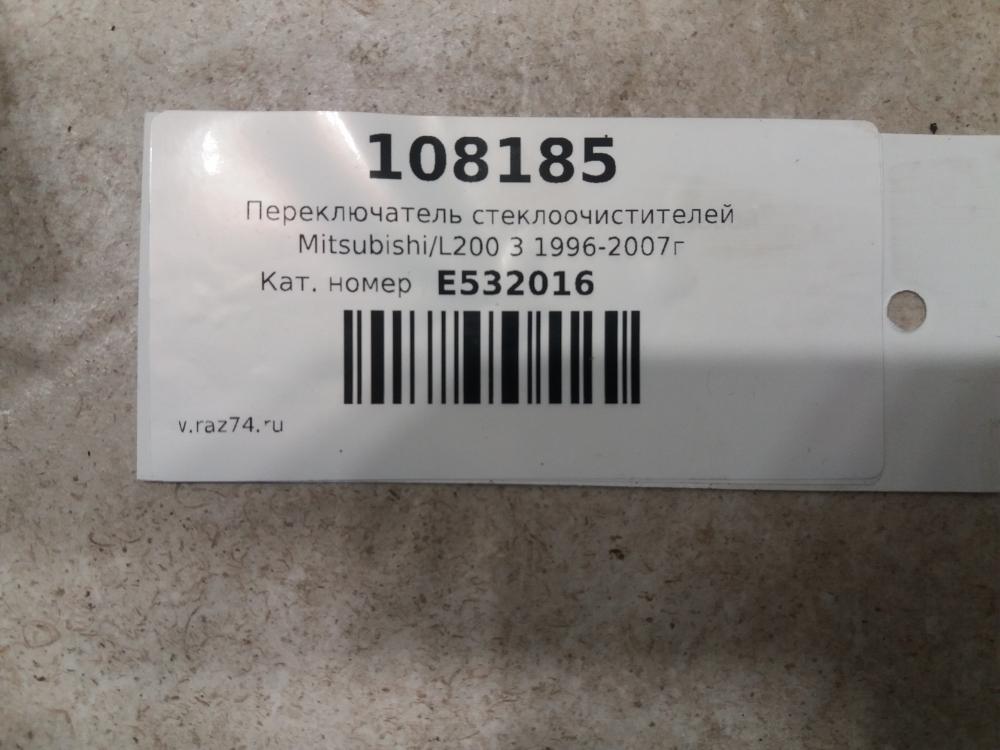 108185
Переключатель стеклоочистителей
Mitsubishi/L200 3 1996-2007г
Кат. номер E532016
v.raz74.ru